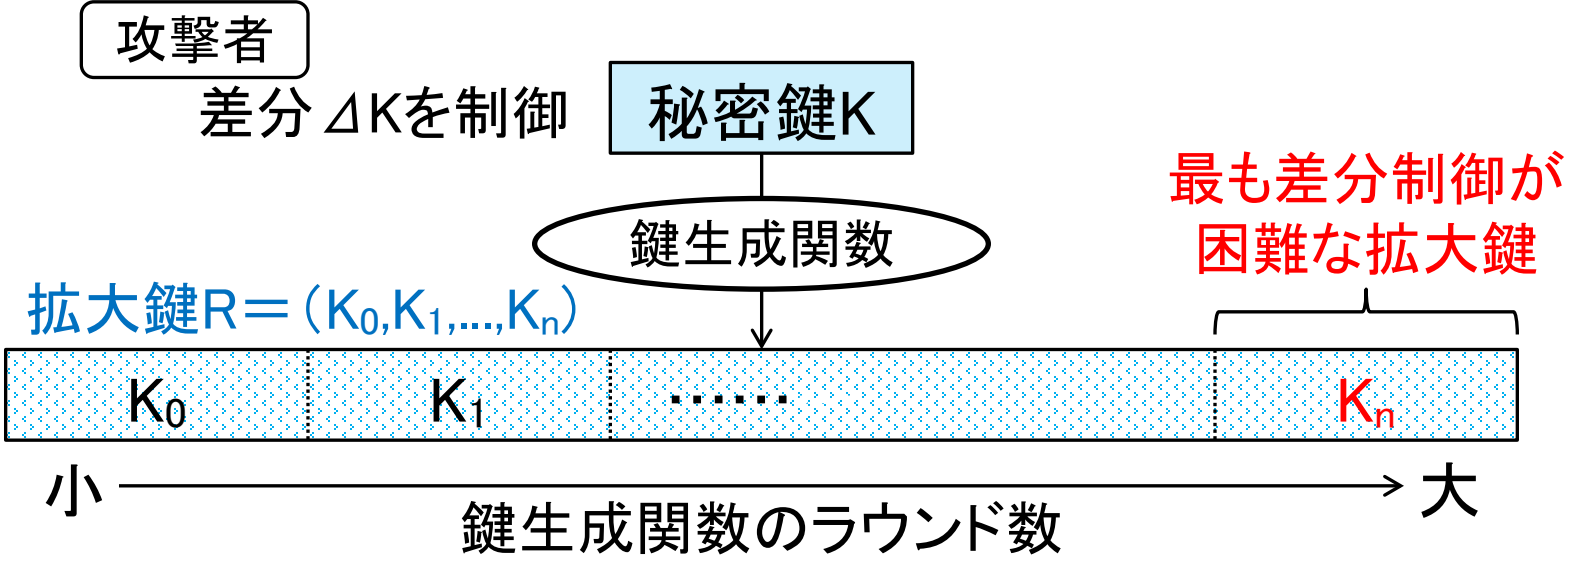 攻撃者
差分ΔKを制御
秘密鍵K
最も差分制御が
困難な拡大鍵
鍵生成関数
拡大鍵R=(K0,K1,...,Kn)
K0 K1 ...... Kn
小 大
鍵生成関数のラウンド数